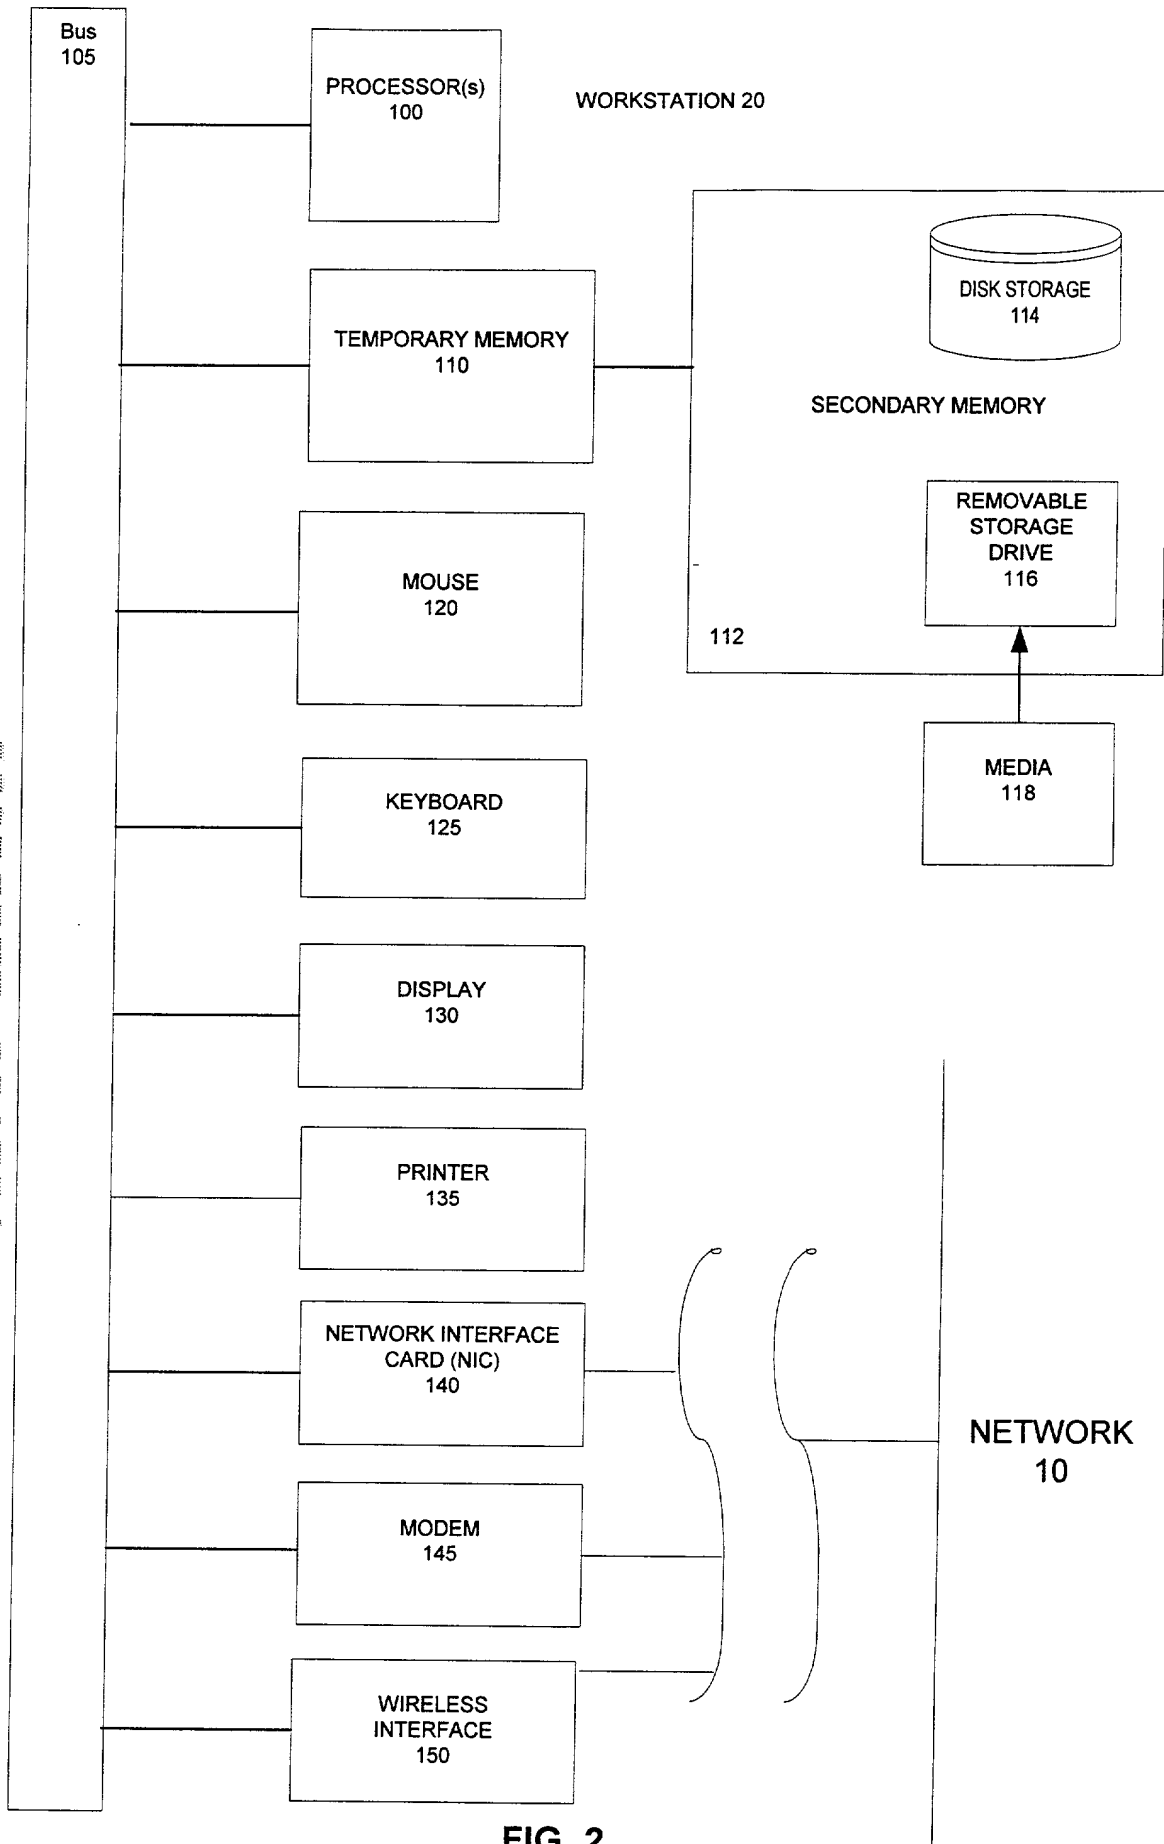 Bus
105
PROCESSOR(s)
100
WORKSTATION 20
TEMPORARY MEMORY
110
DISK STORAGE
114
SECONDARY MEMORY
REMOVABLE
STORAGE
DRIVE
116
112
MEDIA
118
MOUSE
120
KEYBOARD
125
DISPLAY
130
PRINTER
135
NETWORK INTERFACE
CARD (NIC)
140
MODEM
145
WIRELESS
INTERFACE
150
NETWORK
10
FIG. 2